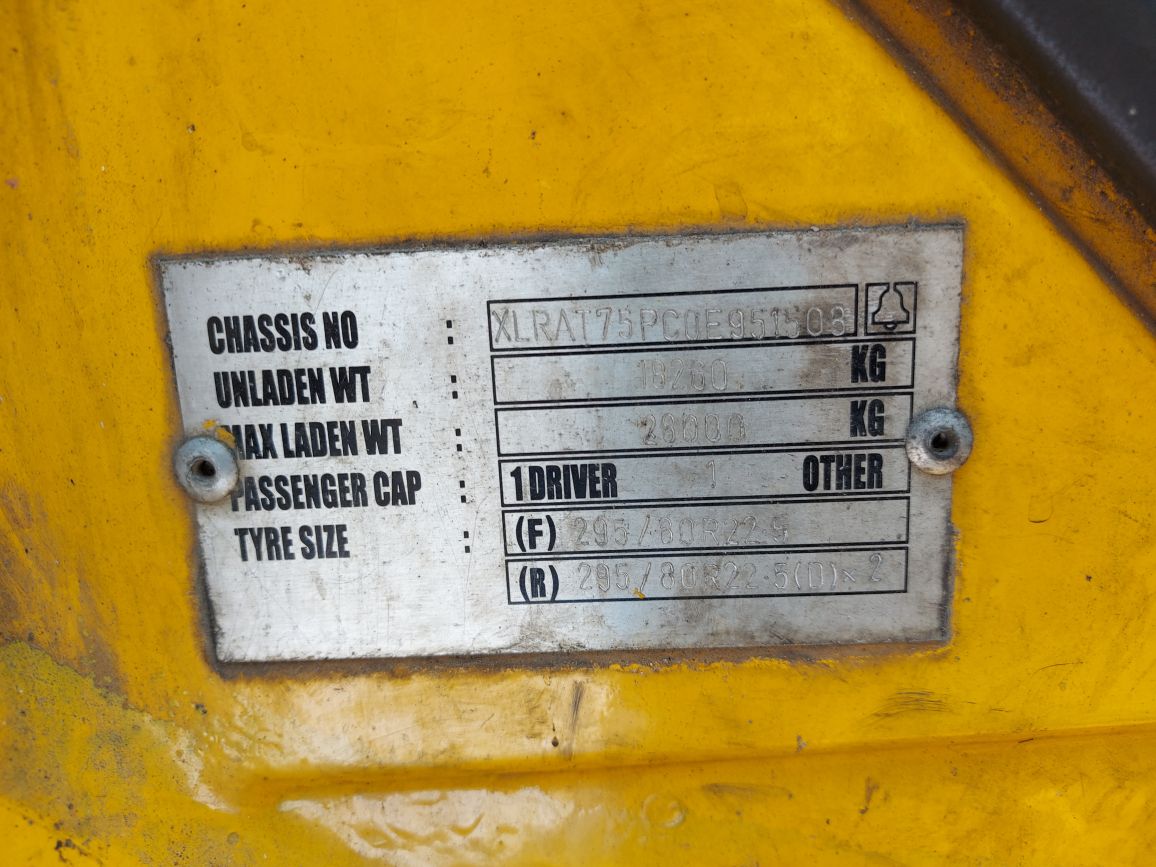 CHASSIS NO : XLRAT75PC0E951508
UNLADEN WT : 18260 KG
MAX LADEN WT : 28000 KG
PASSENGER CAP : 1 DRIVER 1 OTHER
TYRE SIZE : (F) 295/80R22.5
(R) 295/80R22.5(D)×2